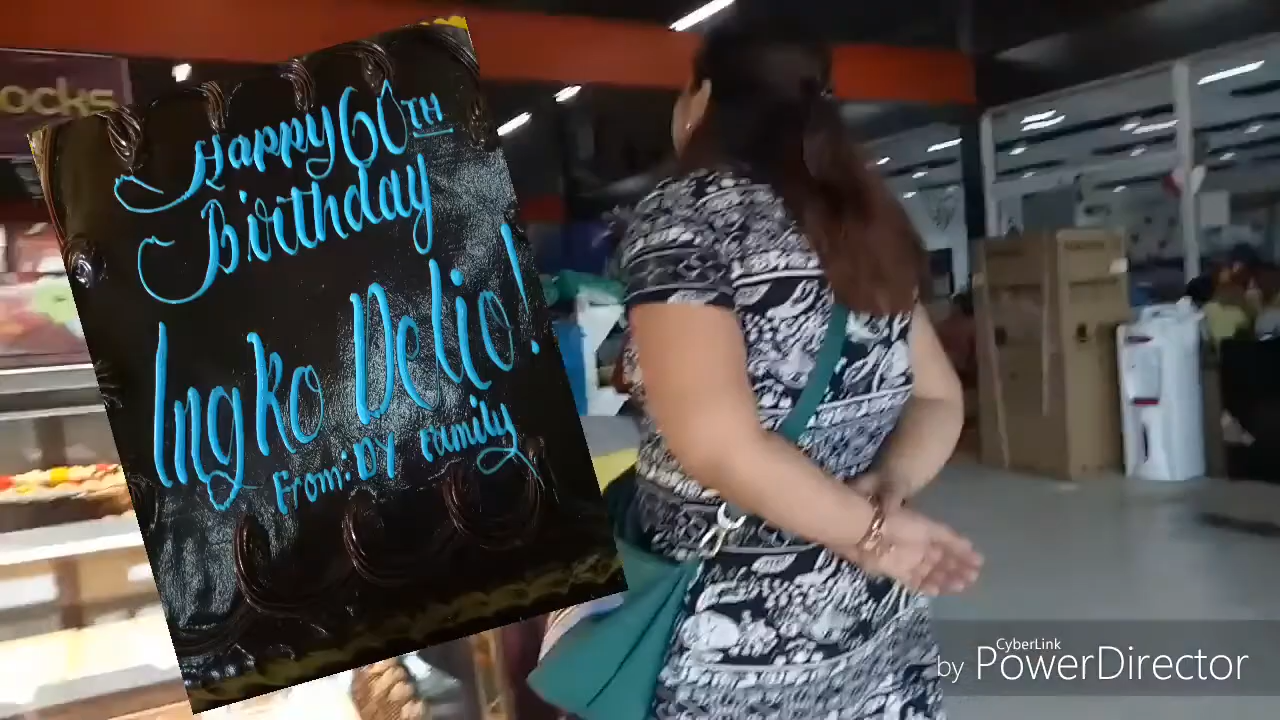 ocks
Happy 60TH
Birthday
Ingko Delio!
From: DY Family
CyberLink
by PowerDirector